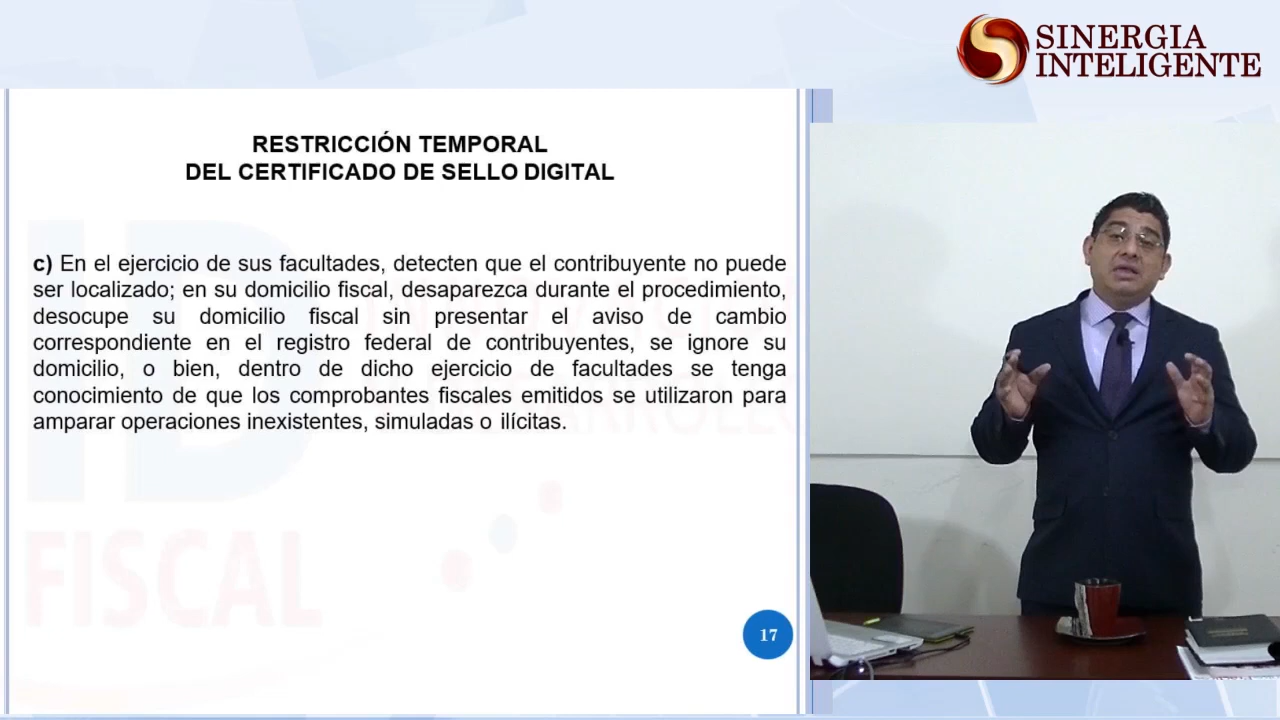 SINERGIA
INTELIGENTE
RESTRICCIÓN TEMPORAL
DEL CERTIFICADO DE SELLO DIGITAL
c) En el ejercicio de sus facultades, detecten que el contribuyente no puede
ser localizado; en su domicilio fiscal, desaparezca durante el procedimiento,
desocupe su domicilio fiscal sin presentar el aviso de cambio
correspondiente en el registro federal de contribuyentes, se ignore su
domicilio, o bien, dentro de dicho ejercicio de facultades se tenga
conocimiento de que los comprobantes fiscales emitidos se utilizaron para
amparar operaciones inexistentes, simuladas o ilícitas.
ID
FISCAL
17